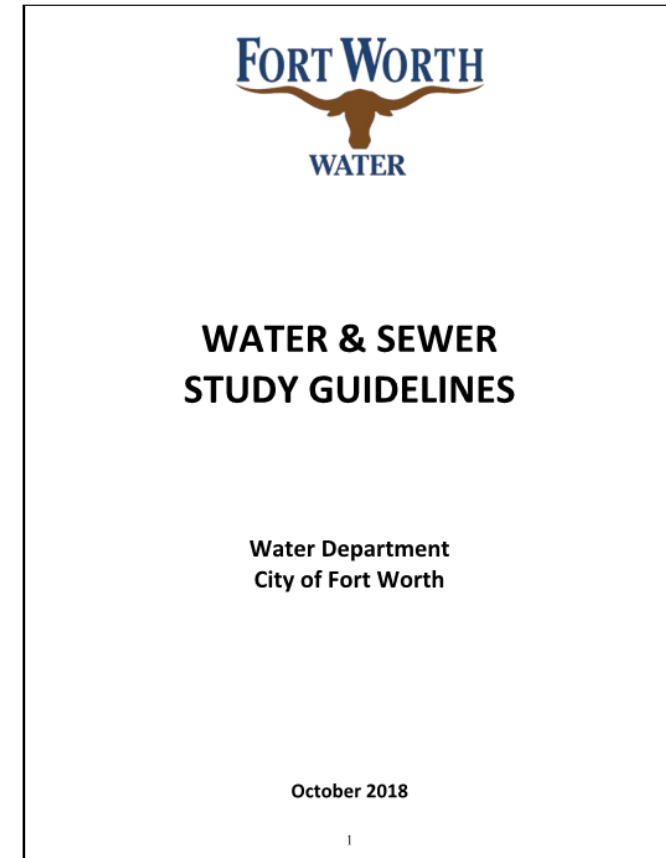 FORT WORTH
WATER
WATER & SEWER
STUDY GUIDELINES
Water Department
City of Fort Worth
October 2018
1